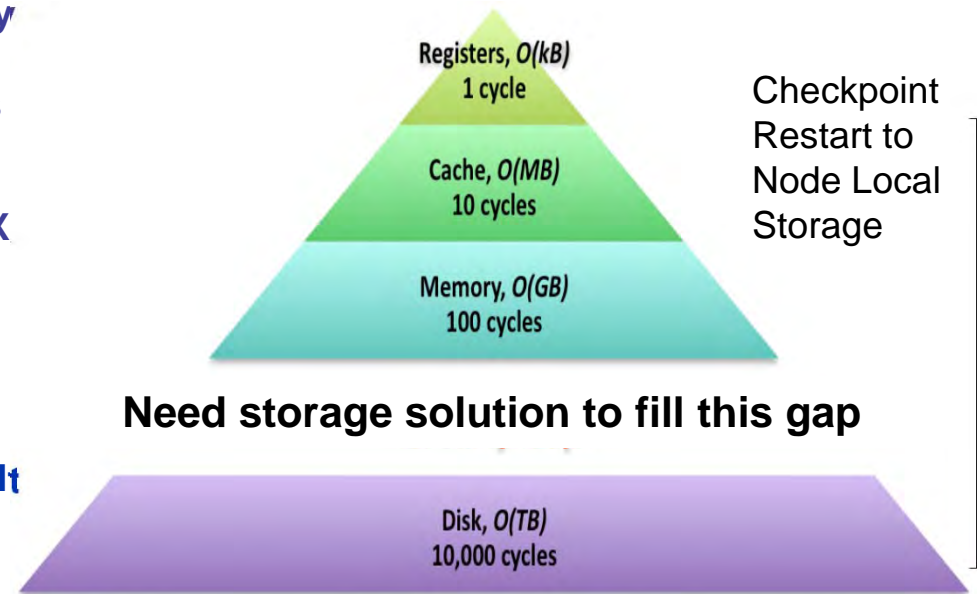 Registers, O(kB)
1 cycle
Checkpoint
Restart to
Node Local
Storage
Cache, O(MB)
10 cycles
Memory, O(GB)
100 cycles
Need storage solution to fill this gap
Disk, O(TB)
10,000 cycles